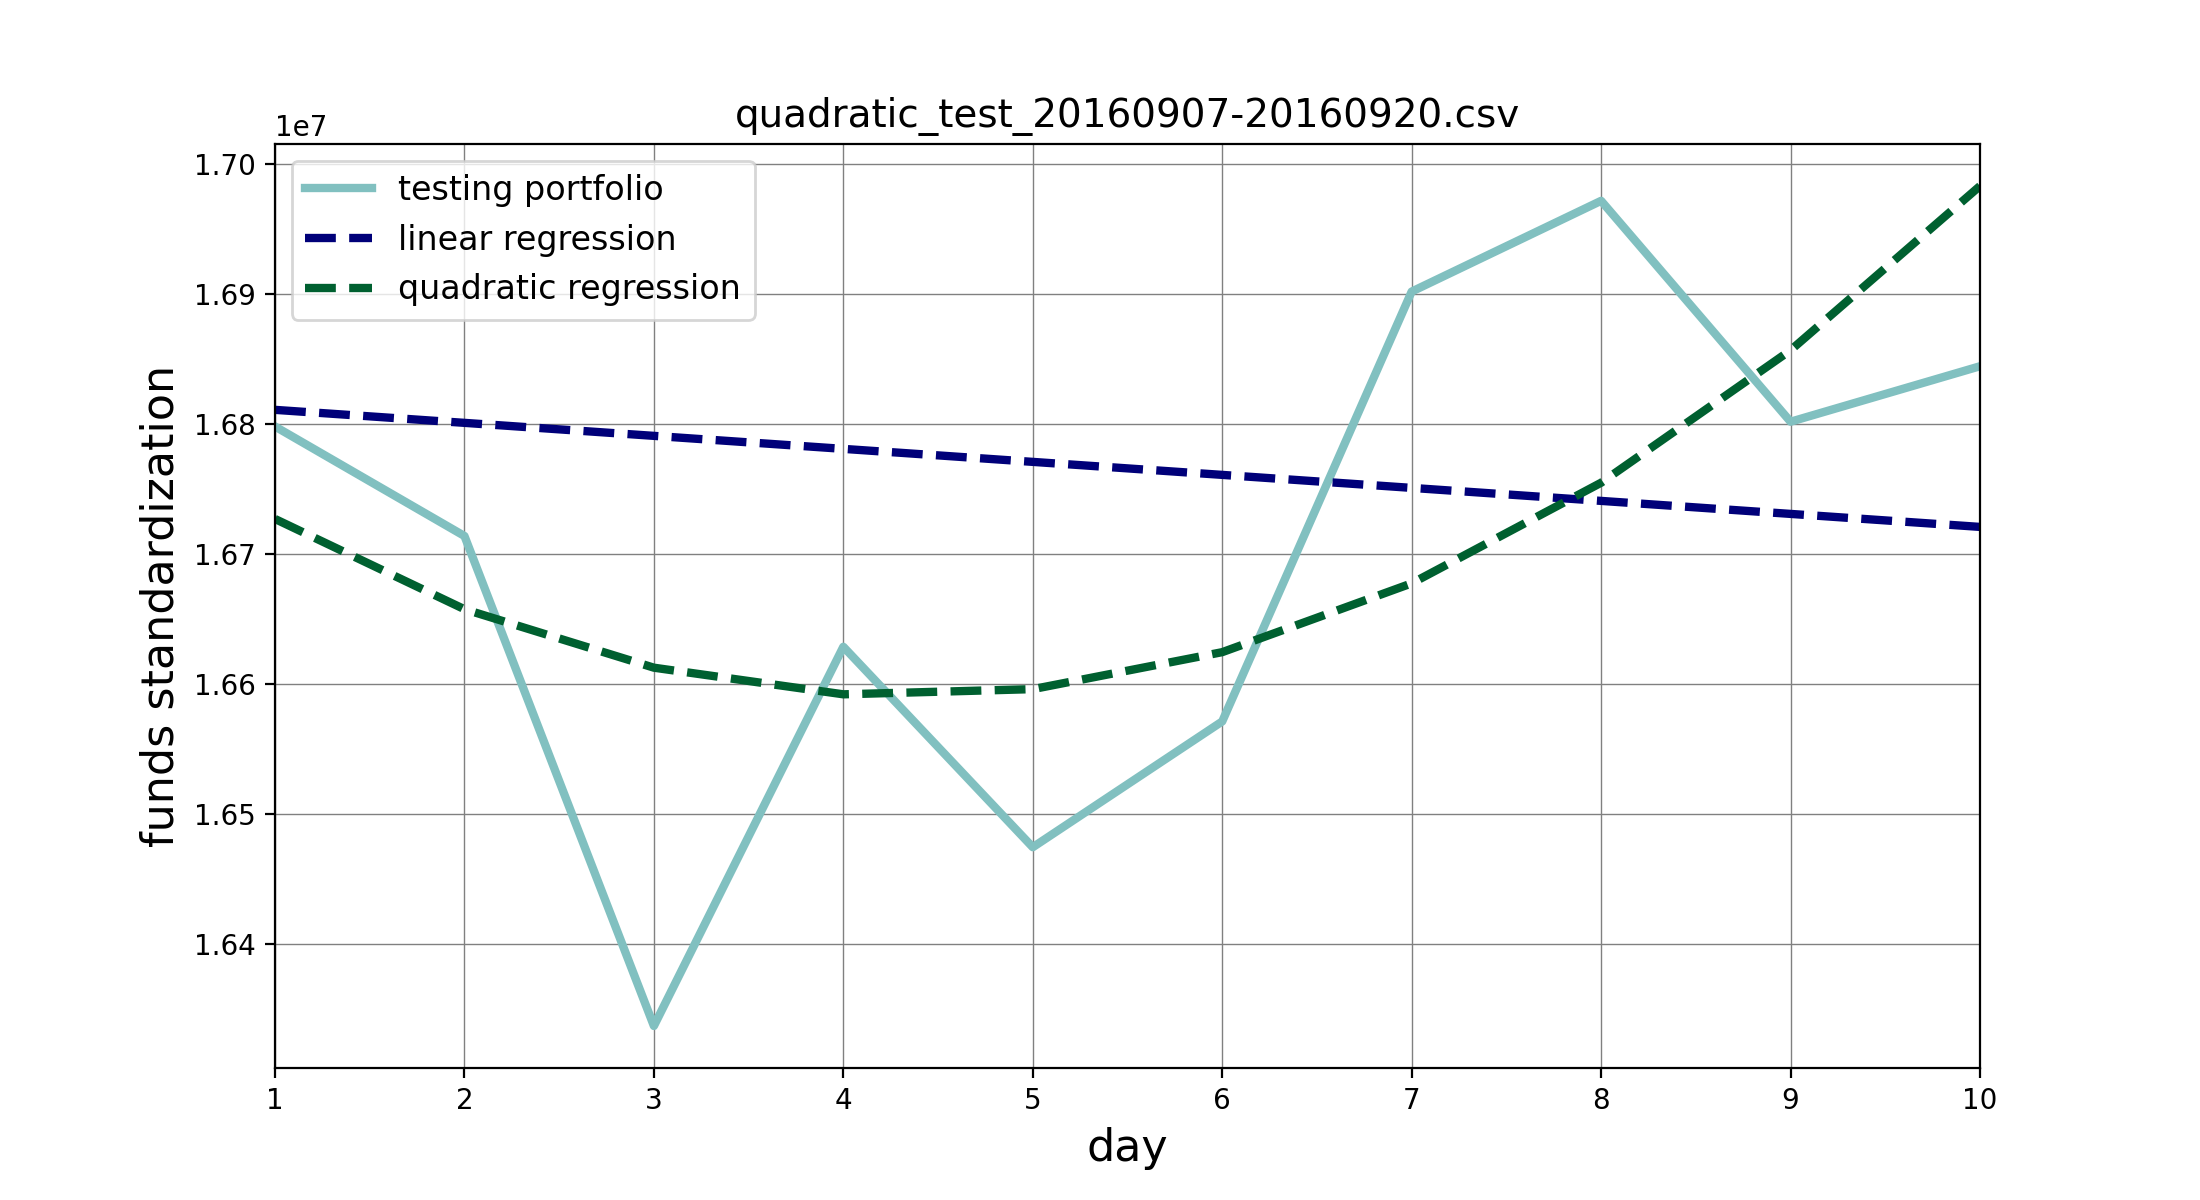 quadratic_test_20160907-20160920.csv
1e7
1.70
1.69
1.68
1.67
1.66
1.65
1.64
funds standardization
testing portfolio
linear regression
quadratic regression
1 2 3 4 5 6 7 8 9 10
day